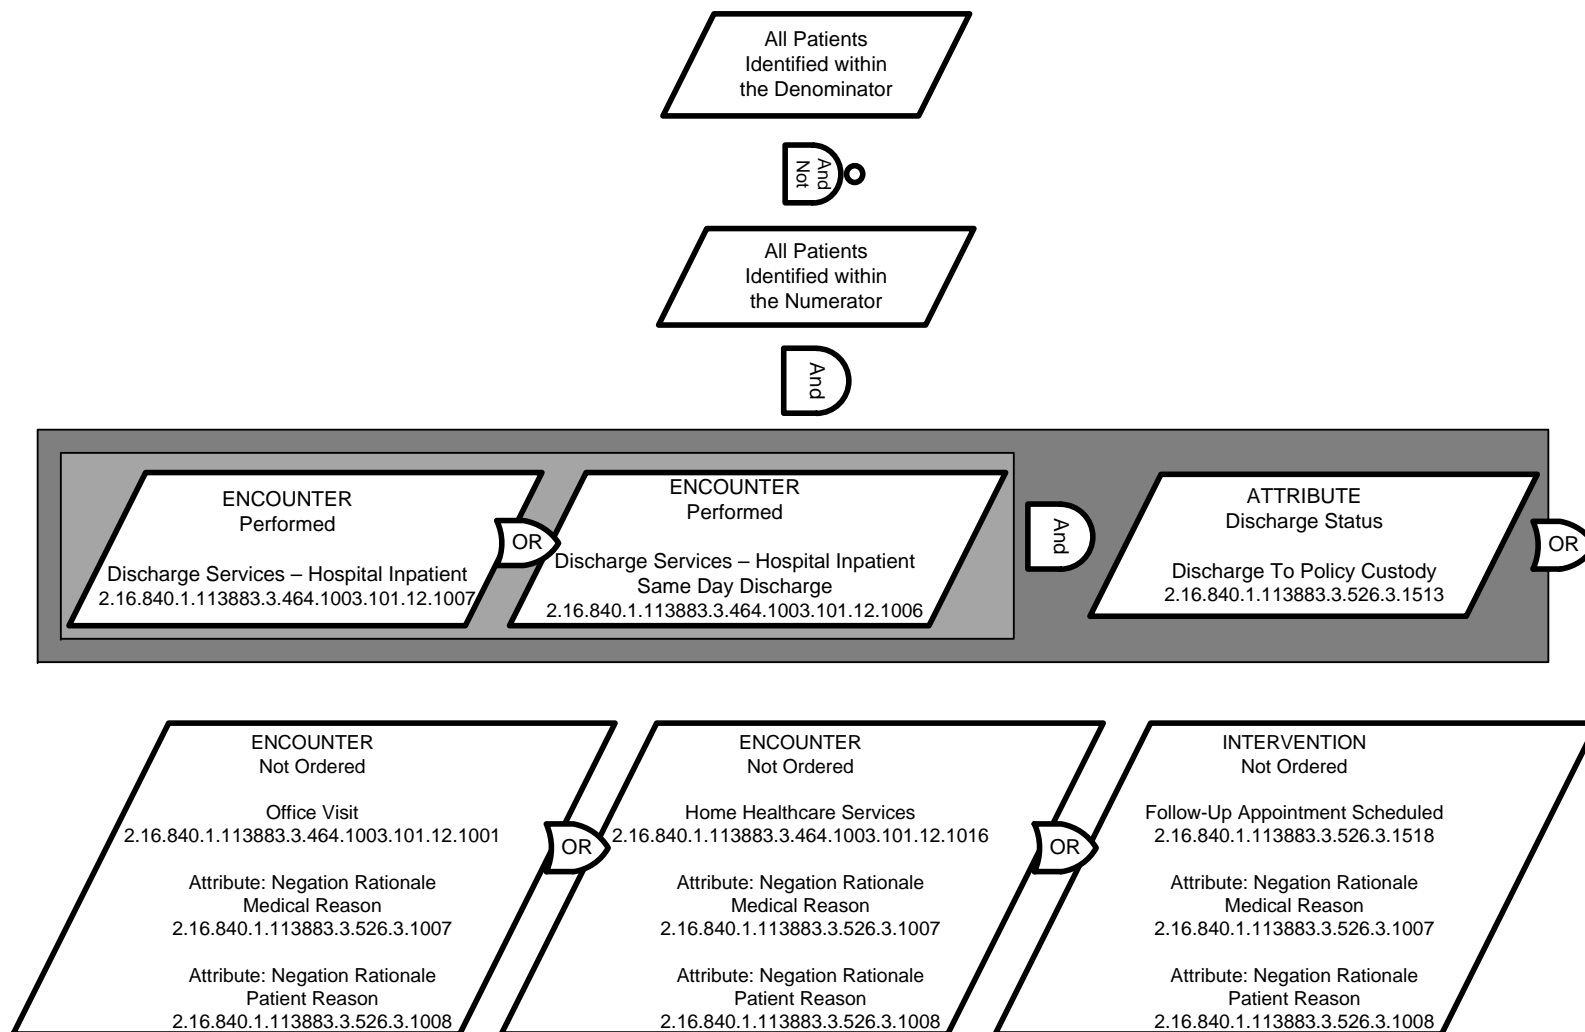 All Patients
Identified within
the Denominator
And
Not
All Patients
Identified within
the Numerator
And
ENCOUNTER
Performed
Discharge Services – Hospital Inpatient
2.16.840.1.113883.3.464.1003.101.12.1007
OR
ENCOUNTER
Performed
Discharge Services – Hospital Inpatient
Same Day Discharge
2.16.840.1.113883.3.464.1003.101.12.1006
And
ATTRIBUTE
Discharge Status
Discharge To Policy Custody
2.16.840.1.113883.3.526.3.1513
OR
ENCOUNTER
Not Ordered
Office Visit
2.16.840.1.113883.3.464.1003.101.12.1001
Attribute: Negation Rationale
Medical Reason
2.16.840.1.113883.3.526.3.1007
Attribute: Negation Rationale
Patient Reason
2.16.840.1.113883.3.526.3.1008
OR
ENCOUNTER
Not Ordered
Home Healthcare Services
2.16.840.1.113883.3.464.1003.101.12.1016
Attribute: Negation Rationale
Medical Reason
2.16.840.1.113883.3.526.3.1007
Attribute: Negation Rationale
Patient Reason
2.16.840.1.113883.3.526.3.1008
OR
INTERVENTION
Not Ordered
Follow-Up Appointment Scheduled
2.16.840.1.113883.3.526.3.1518
Attribute: Negation Rationale
Medical Reason
2.16.840.1.113883.3.526.3.1007
Attribute: Negation Rationale
Patient Reason
2.16.840.1.113883.3.526.3.1008